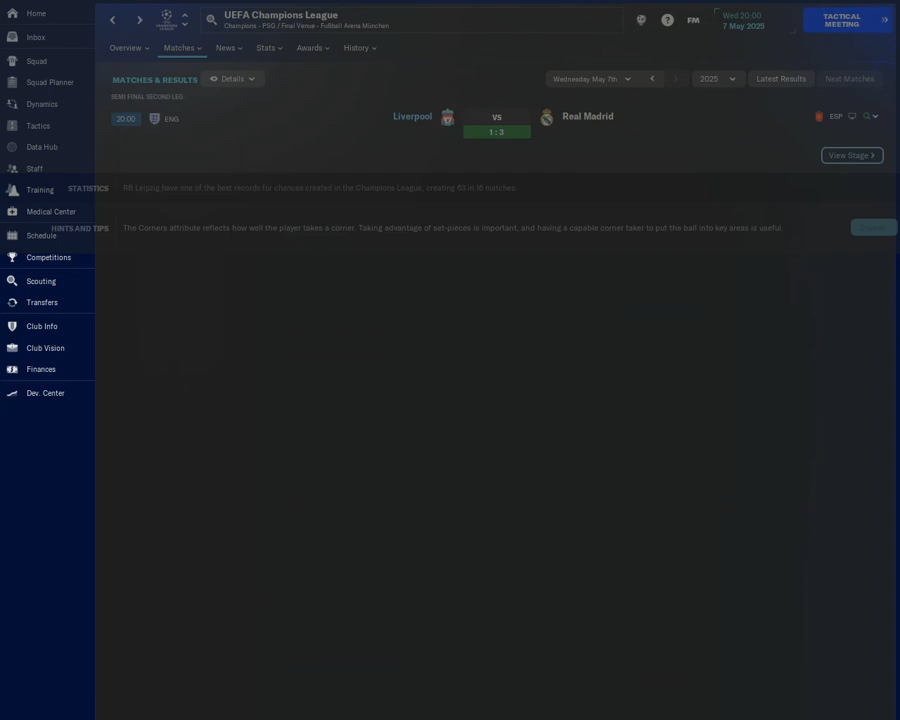 Home
Inbox
Squad
Squad Planner
Dynamics
Tactics
Data Hub
Staff
Training
Medical Center
Schedule
Competitions
Scouting
Transfers
Club Info
Club Vision
Finances
Dev. Center
UEFA Champions League
Champions - PSG / Final Venue - Fußball Arena München
FM
Wed 20:00
7 May 2025
TACTICAL
MEETING
Overview
Matches
News
Stats
Awards
History
MATCHES & RESULTS
Details
Wednesday May 7th
2025
Latest Results
Next Matches
SEMI FINAL SECOND LEG
20:00
ENG
Liverpool
VS
1 : 3
Real Madrid
ESP
View Stage
STATISTICS
RB Leipzig have one of the best records for chances created in the Champions League, creating 63 in 16 matches.
HINTS AND TIPS
The Corners attribute reflects how well the player takes a corner. Taking advantage of set-pieces is important, and having a capable corner taker to put the ball into key areas is useful.